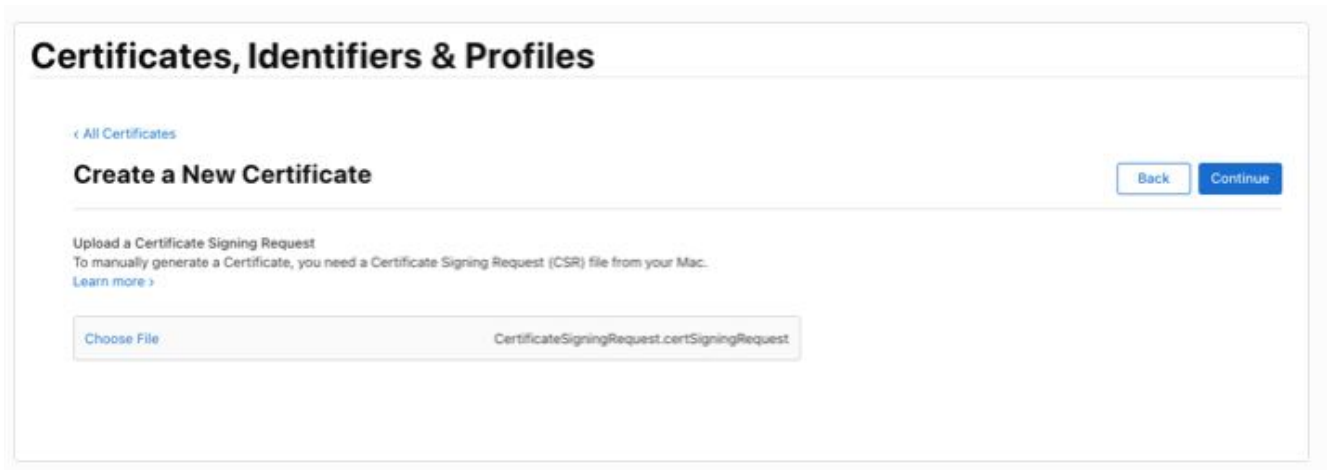 Certificates, Identifiers & Profiles
‹ All Certificates
Create a New Certificate
Back
Continue
Upload a Certificate Signing Request
To manually generate a Certificate, you need a Certificate Signing Request (CSR) file from your Mac.
Learn more ›
Choose File
CertificateSigningRequest.certSigningRequest